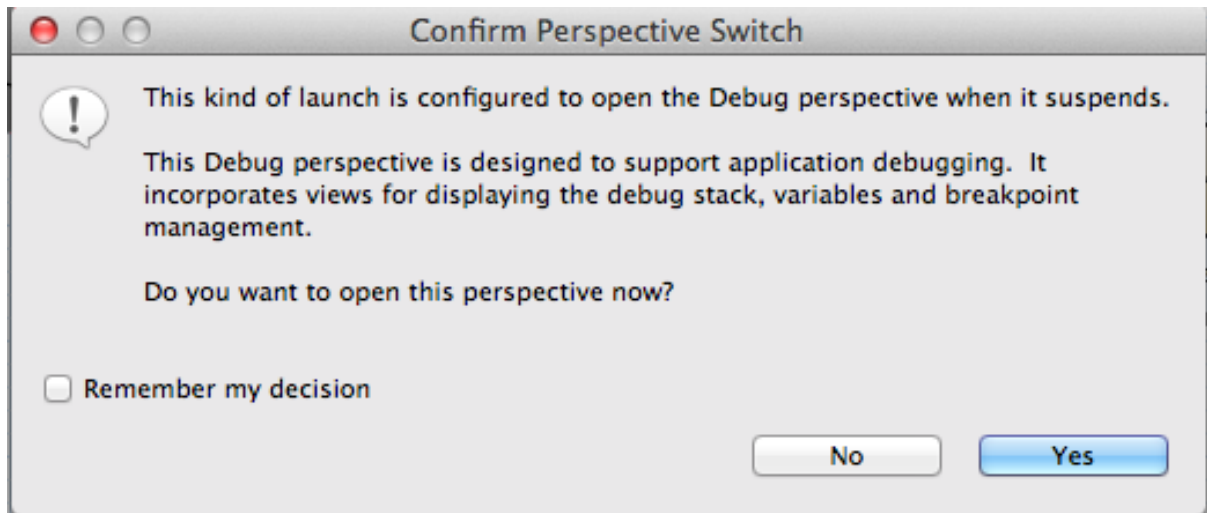 Confirm Perspective Switch
This kind of launch is configured to open the Debug perspective when it suspends.
This Debug perspective is designed to support application debugging.  It
incorporates views for displaying the debug stack, variables and breakpoint
management.
Do you want to open this perspective now?
Remember my decision
No Yes